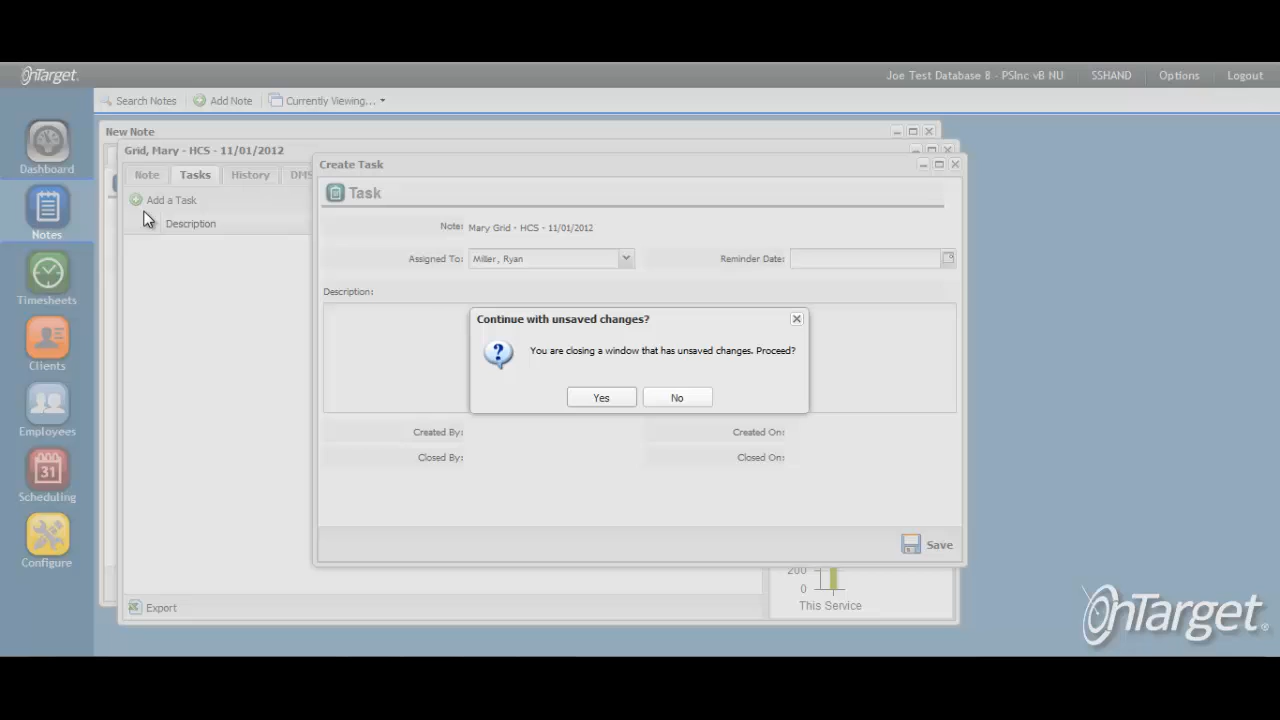 OnTarget.
Joe Test Database 8 - PSInc vB NU
SSHAND
Options
Logout
Search Notes
Add Note
Currently Viewing...
Dashboard
Notes
Timesheets
Clients
Employees
31
Scheduling
Configure
New Note
Grid, Mary - HCS - 11/01/2012
Note
Tasks
History
DMS
Add a Task
Description
Create Task
Task
Note: Mary Grid - HCS - 11/01/2012
Assigned To: Miller, Ryan
Reminder Date:
Description:
Continue with unsaved changes?
You are closing a window that has unsaved changes. Proceed?
Yes
No
Created By:
Created On:
Closed By:
Closed On:
Save
200
0
This Service
Export
OnTarget®